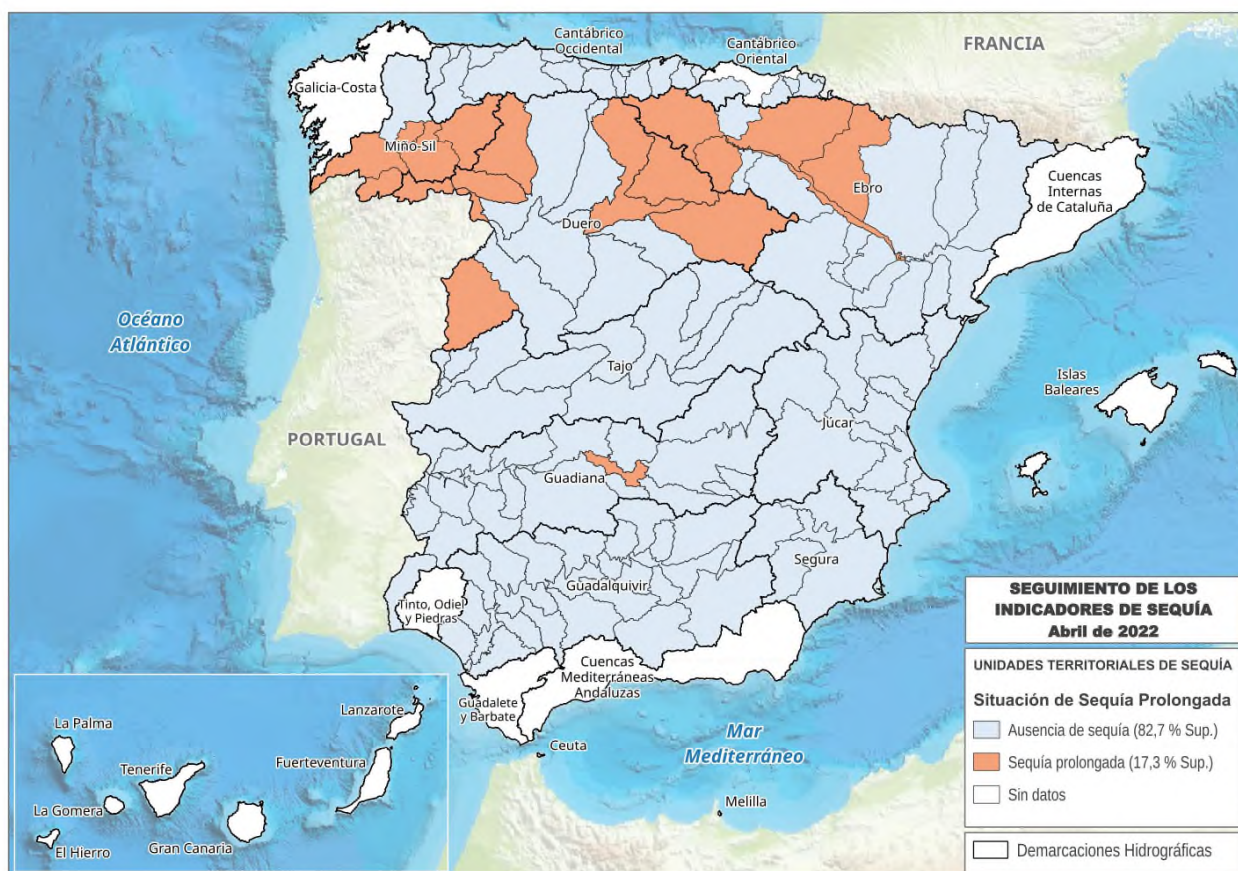 Cantábrico
Occidental
Cantábrico
Oriental
FRANCIA
Galicia-Costa
Miño-Sil
Cuencas
Internas
de Cataluña
Ebro
Duero
Océano
Atlántico
Tajo
Islas
Baleares
PORTUGAL
Júcar
Guadiana
Segura
Guadalquivir
Tinto, Odiel
y Piedras
Cuencas
Mediterráneas
Andaluzas
Guadalete
y Barbate
Ceuta
Mar
Mediterráneo
Melilla
Lanzarote
La Palma
Fuerteventura
Tenerife
La Gomera
El Hierro
Gran Canaria
SEGUIMIENTO DE LOS
INDICADORES DE SEQUÍA
Abril de 2022
UNIDADES TERRITORIALES DE SEQUÍA
Situación de Sequía Prolongada
Ausencia de sequía (82,7 % Sup.)
Sequía prolongada (17,3 % Sup.)
Sin datos
Demarcaciones Hidrográficas